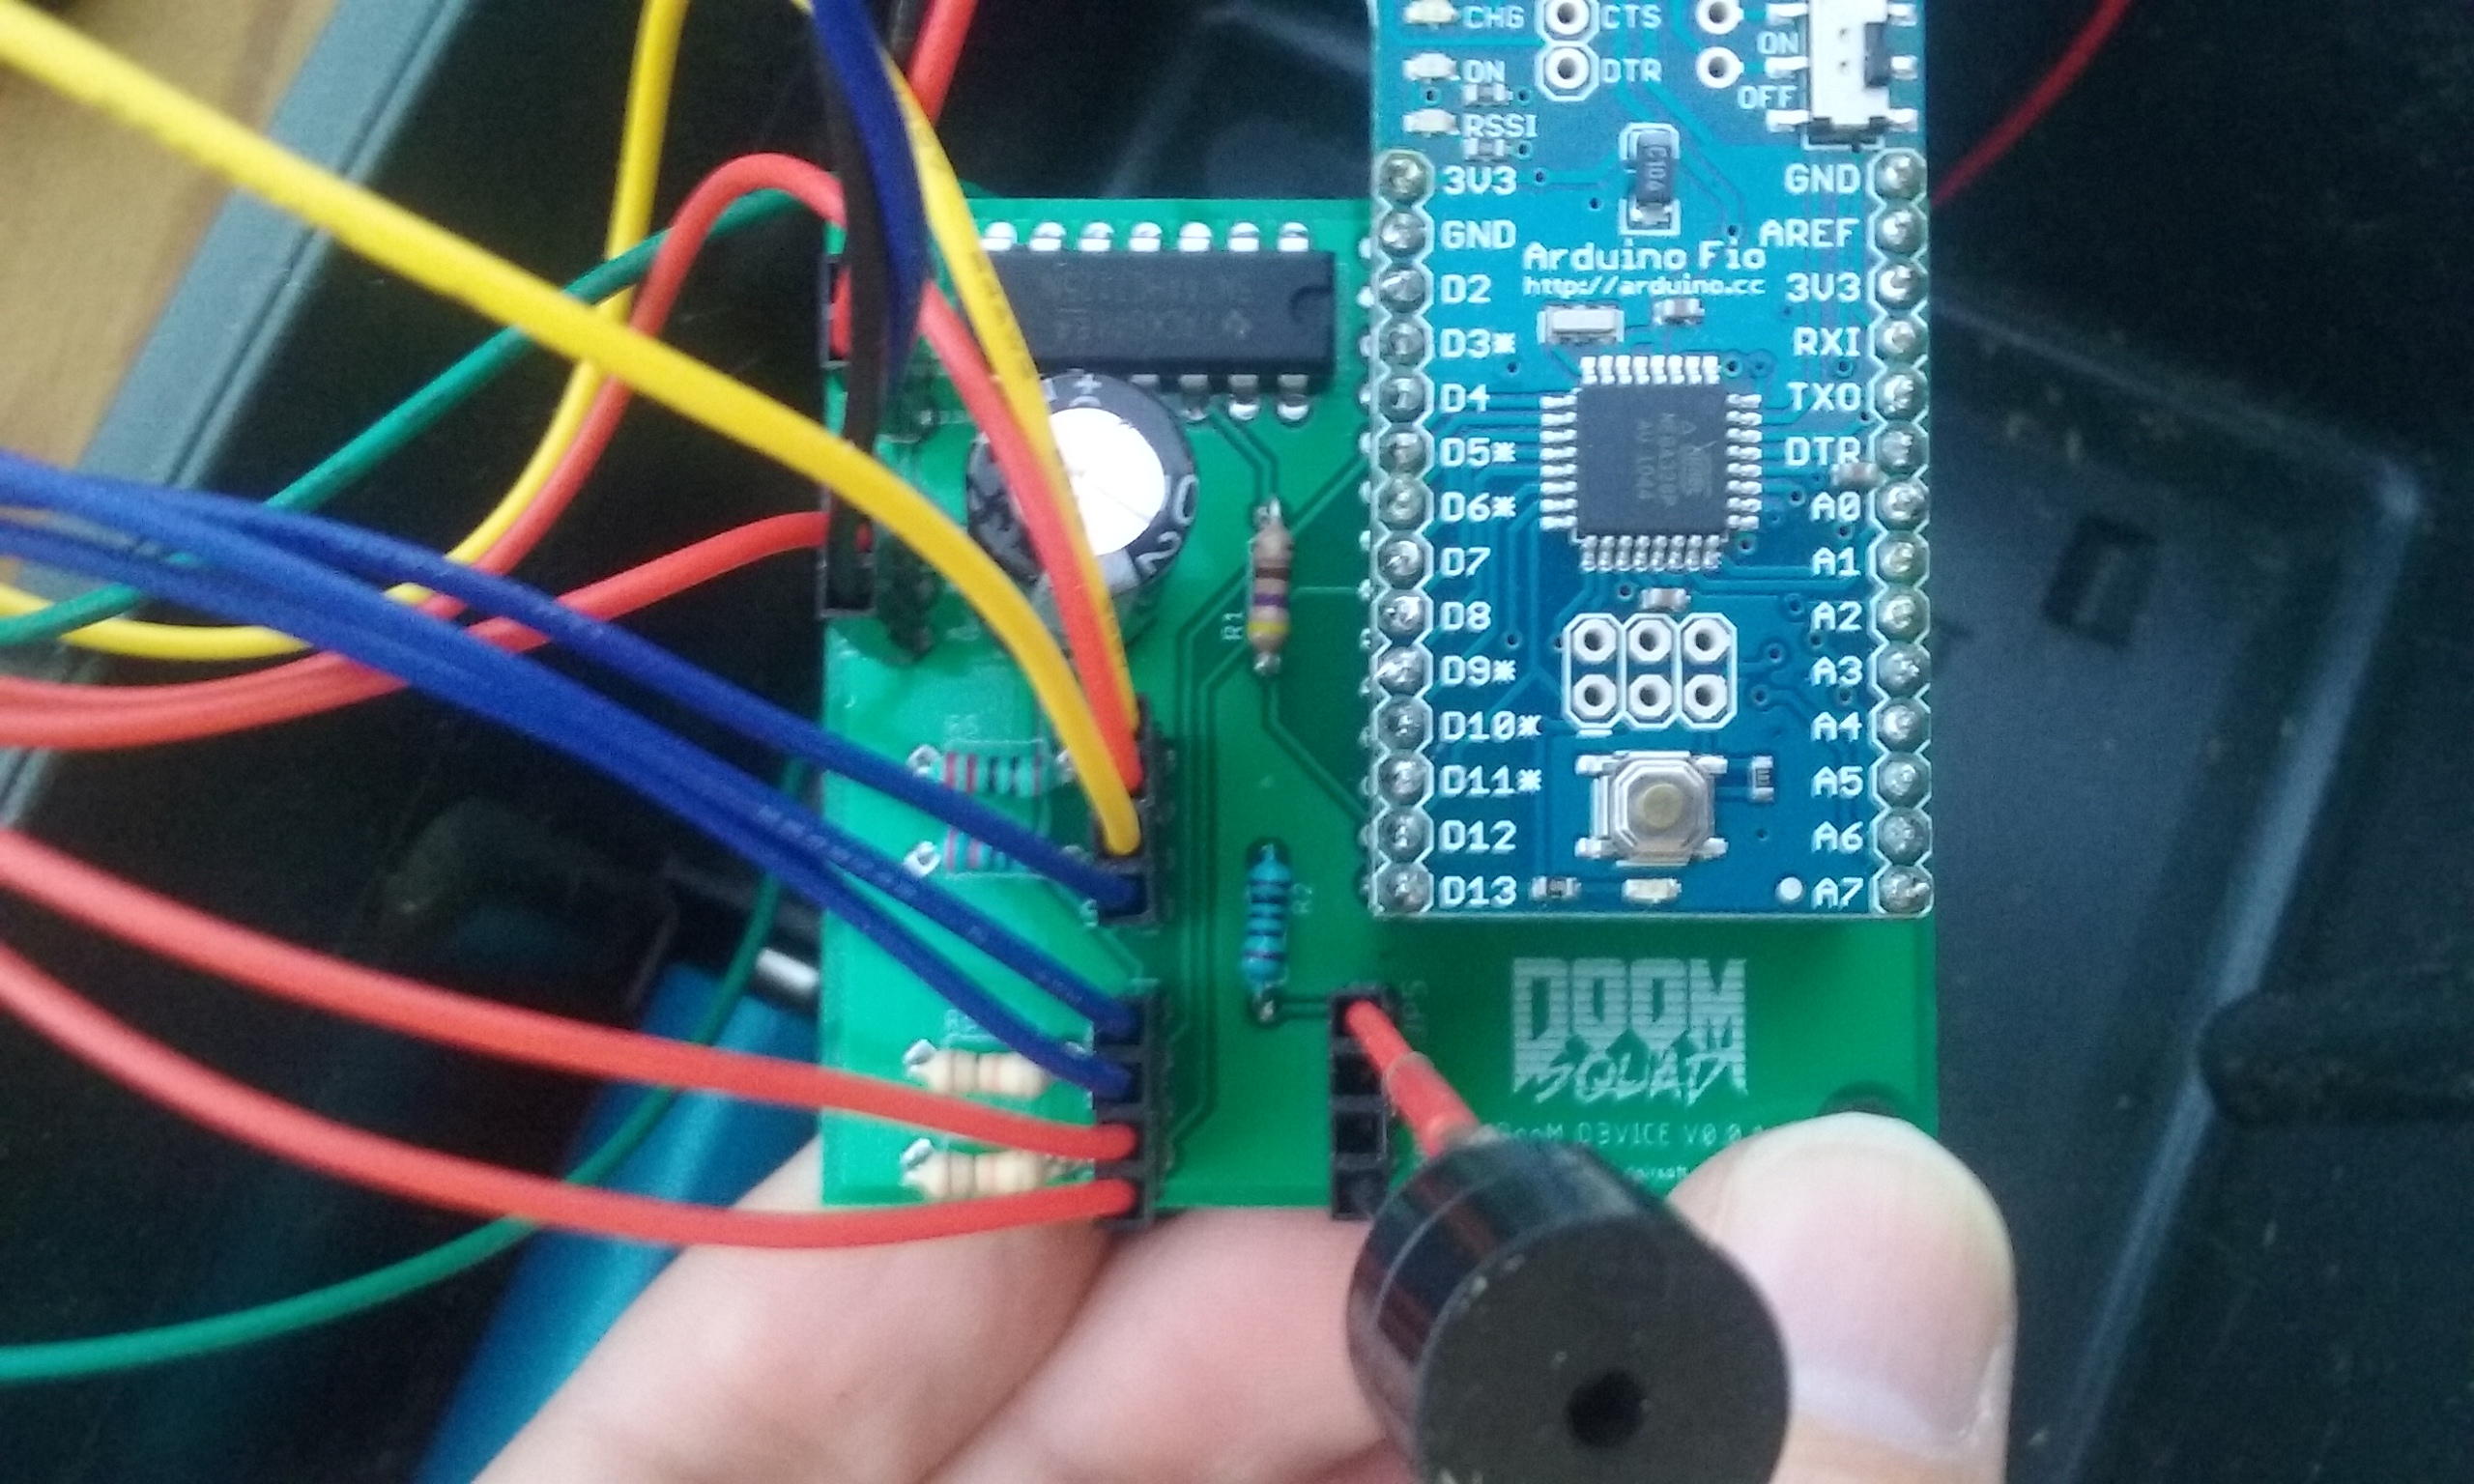 CHG
CTS
ON
ON
DTR
OFF
RSSI
3V3
GND
GND
AREF
Arduino Fio
http://arduino.cc
D2
3V3
D3*
RXI
D4
TXO
D5*
DTR
D6*
A0
D7
A1
D8
A2
D9*
A3
D10*
A4
D11*
A5
D12
A6
D13
A7
R1
R2
DOOM
SQUAD